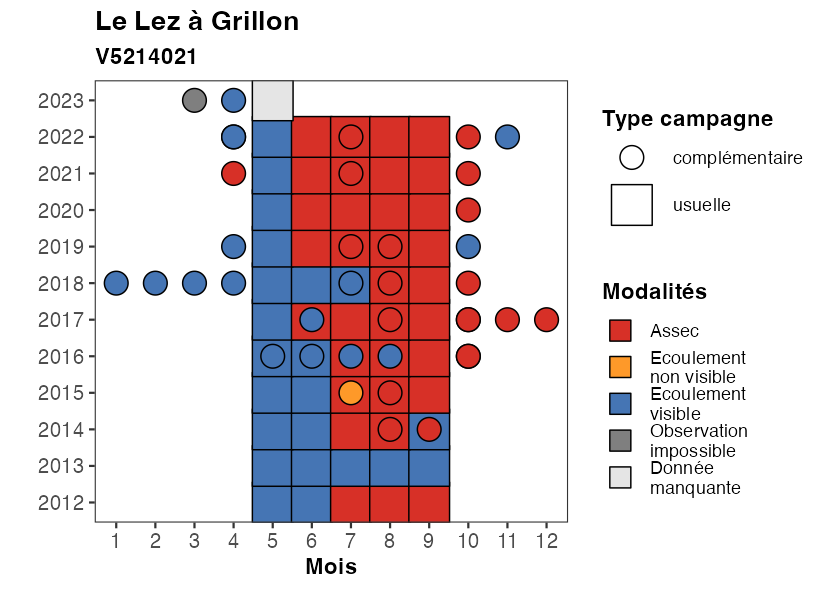 Le Lez à Grillon
V5214021
2023
2022
2021
2020
2019
2018
2017
2016
2015
2014
2013
2012
1 2 3 4 5 6 7 8 9 10 11 12
Mois
Type campagne
complémentaire
usuelle
Modalités
Assec
Ecoulement
non visible
Ecoulement
visible
Observation
impossible
Donnée
manquante